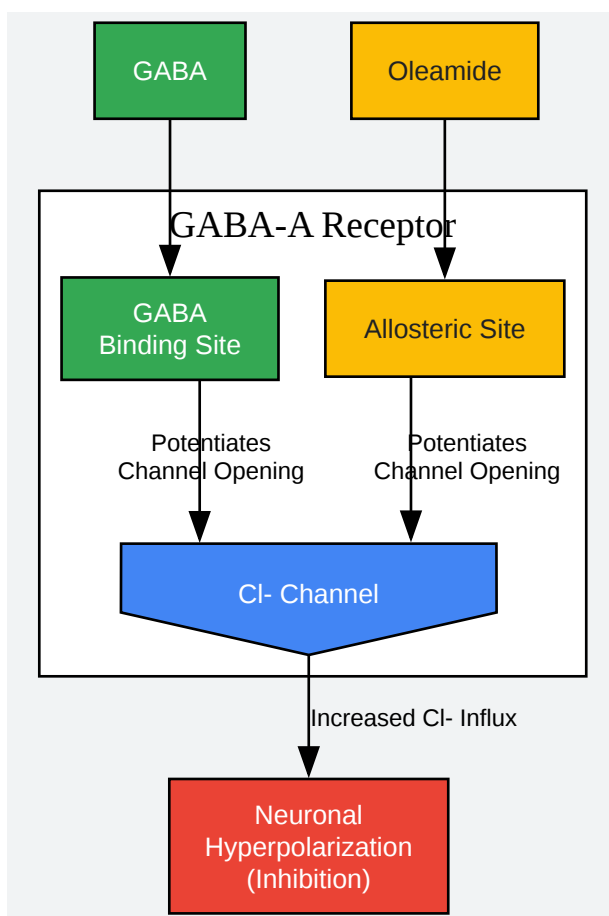 GABA
Oleamide
GABA-A Receptor
GABA
Binding Site
Allosteric Site
Potentiates
Channel Opening
Potentiates
Channel Opening
Cl- Channel
Increased Cl- Influx
Neuronal
Hyperpolarization
(Inhibition)